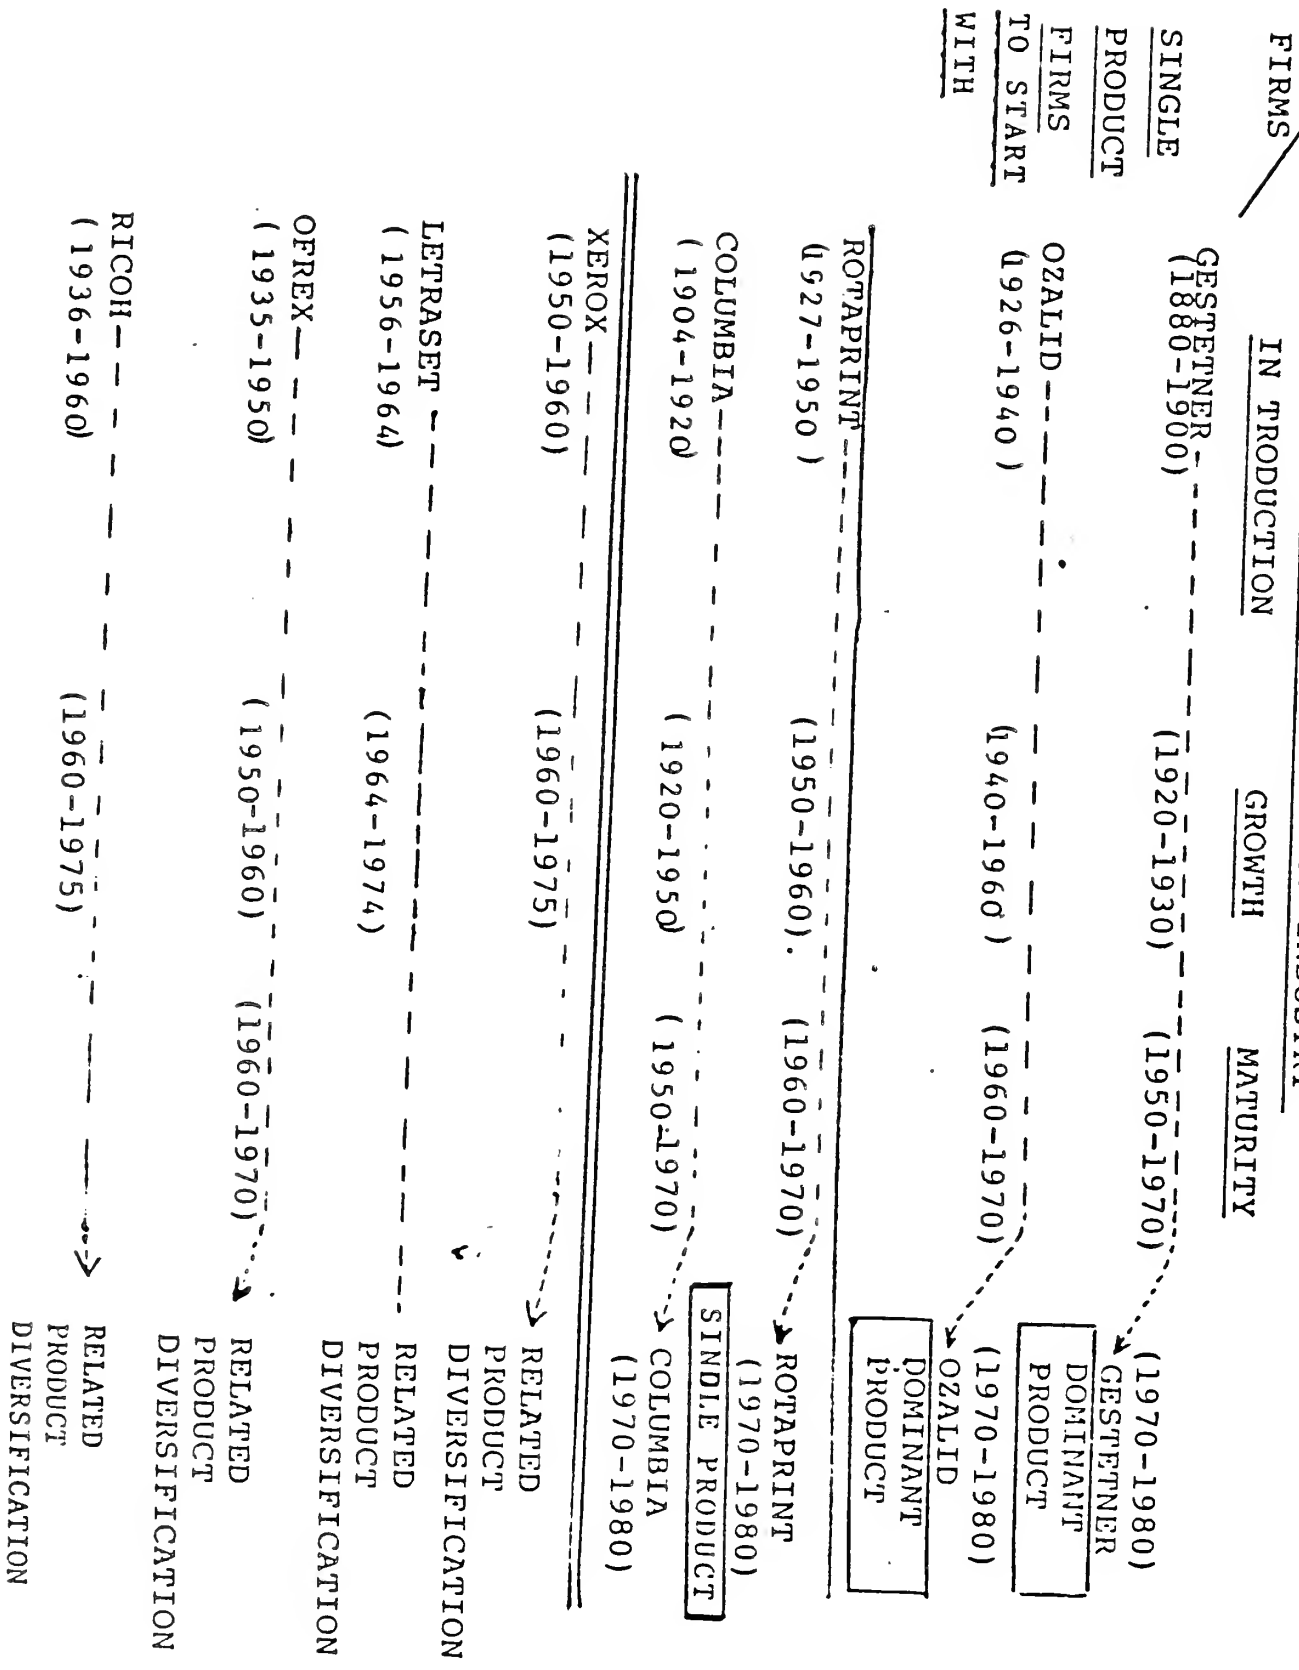 FIRMS
IN TRODUCTION GROWTH MATURITY
SINGLE
PRODUCT
FIRMS
TO START
WITH
(1970-1980)
GESTETNER GESTETNER
(1880-1900) (1920-1930) (1950-1970)
DOMINANT
PRODUCT
(1970-1980)
OZALID OZALID
(1926-1940) (1940-1960) (1960-1970)
DOMINANT
PRODUCT
ROTAPRINT ROTAPRINT
(1927-1950) (1950-1960). (1960-1970) (1970-1980)
SINDLE PRODUCT
COLUMBIA COLUMBIA
(1904-1920) (1920-1950) (1950-1970) (1970-1980)
XEROX RELATED
(1950-1960) (1960-1975) PRODUCT
DIVERSIFICATION
LETRASET RELATED
(1956-1964) (1964-1974) PRODUCT
DIVERSIFICATION
OFREX RELATED
(1935-1950) (1950-1960) (1960-1970) PRODUCT
DIVERSIFICATION
RICOH RELATED
(1936-1960) (1960-1975) PRODUCT
DIVERSIFICATION